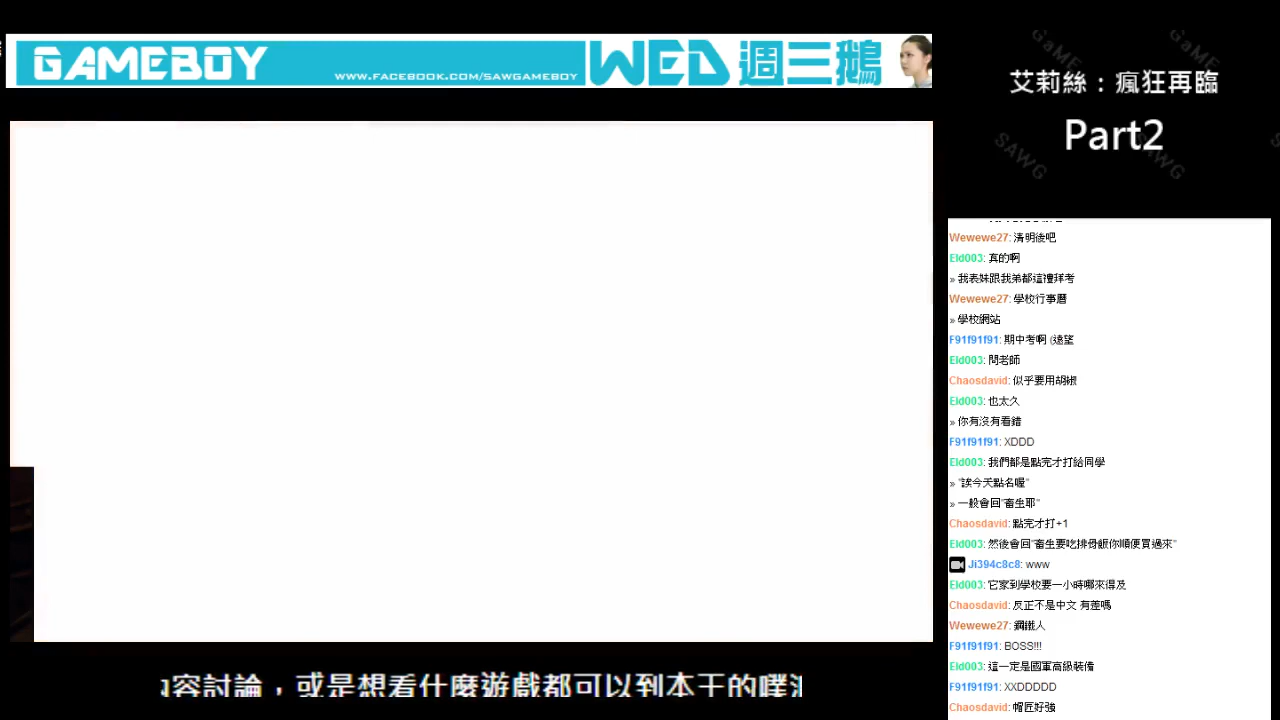 GAMEBOY
WWW.FACEBOOK.COM/SAWGAMEBOY
WED週三鵝
艾莉絲：瘋狂再臨
Part2
GaME
GaME
SAWG
SAWG
Wewewe27: 清明後吧
Eld003: 真的啊
» 我表妹跟我弟都這禮拜考
Wewewe27: 學校行事曆
» 學校網站
F91f91f91: 期中考啊 (遠望
Eld003: 問老師
Chaosdavid: 似乎要用胡椒
Eld003: 也太久
» 你有沒有看錯
F91f91f91: XDDD
Eld003: 我們都是點完才打給同學
» "誒今天點名喔"
» 一般會回"畜生耶"
Chaosdavid: 點完才打+1
Eld003: 然後會回"畜生要吃排骨飯你順便買過來"
Ji394c8c8: www
Eld003: 它家到學校要一小時哪來得及
Chaosdavid: 反正不是中文 有差嗎
Wewewe27: 鋼鐵人
F91f91f91: BOSS!!!
Eld003: 這一定是國軍高級裝備
F91f91f91: XXDDDDD
Chaosdavid: 帽匠好強
容討論，或是想看什麼遊戲都可以到本王的噗